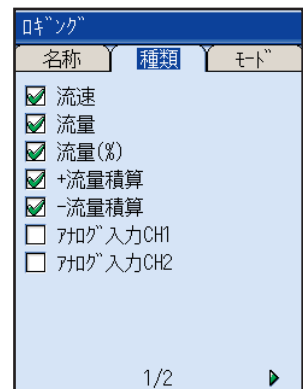 ロギング
名称 種類 モード
流速
流量
流量(%)
+流量積算
-流量積算
アナログ入力CH1
アナログ入力CH2
1/2